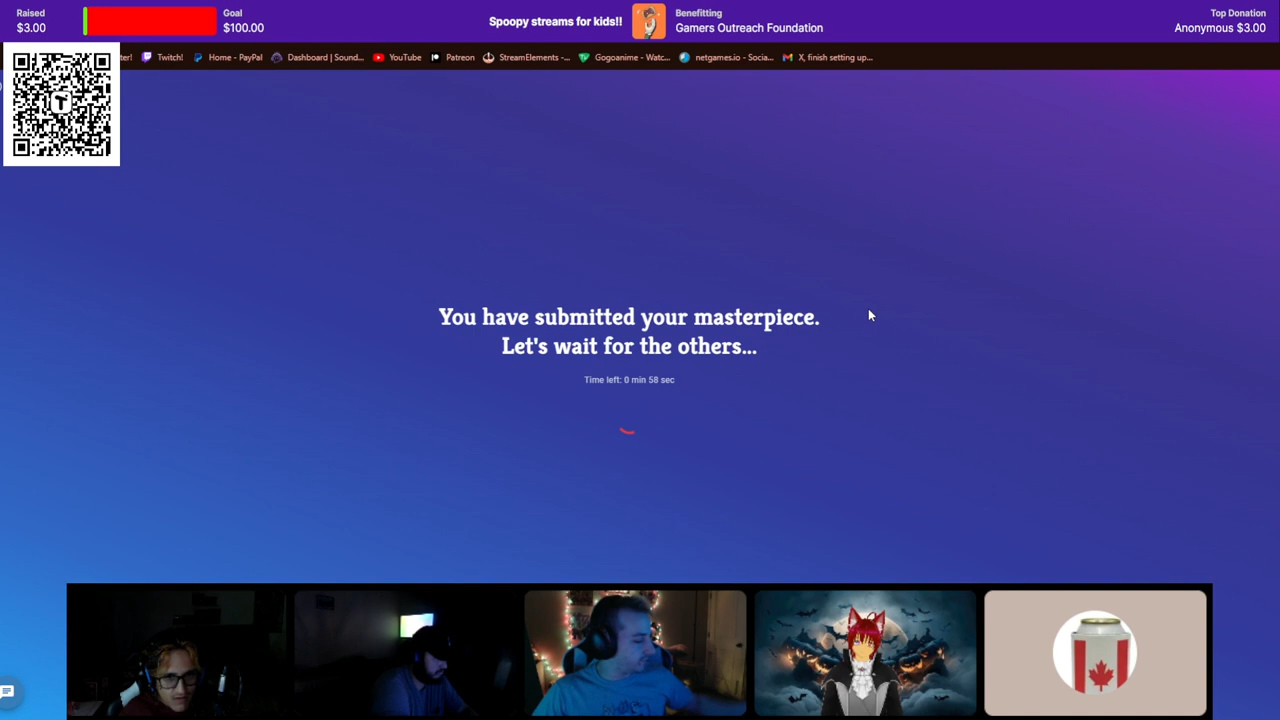 Raised
$3.00
Goal
$100.00
Spoopy streams for kids!!
Benefitting
Gamers Outreach Foundation
Top Donation
Anonymous $3.00
ter! Twitch! Home - PayPal Dashboard | Sound... YouTube Patreon StreamElements -... Gogoanime - Watc... netgames.io - Socia... X, finish setting up...
You have submitted your masterpiece.
Let's wait for the others...
Time left: 0 min 58 sec